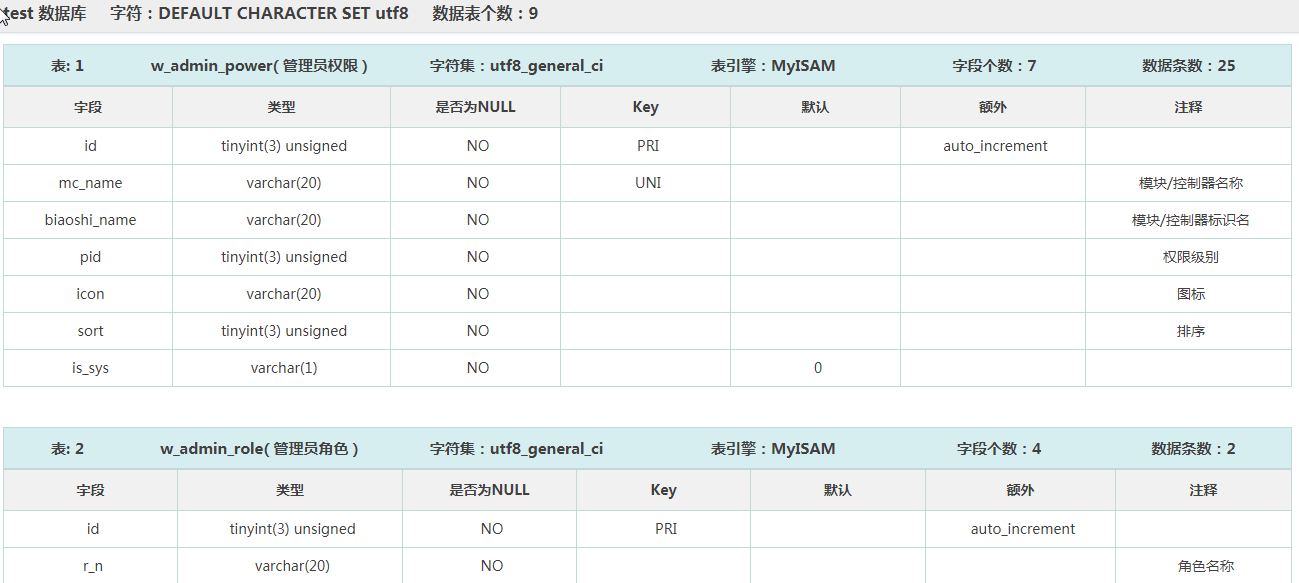 test 数据库 字符：DEFAULT CHARACTER SET utf8 数据表个数：9
表: 1 w_admin_power( 管理员权限 ) 字符集：utf8_general_ci 表引擎：MyISAM 字段个数：7 数据条数：25
字段 类型 是否为NULL Key 默认 额外 注释
id tinyint(3) unsigned NO PRI auto_increment
mc_name varchar(20) NO UNI 模块/控制器名称
biaoshi_name varchar(20) NO 模块/控制器标识名
pid tinyint(3) unsigned NO 权限级别
icon varchar(20) NO 图标
sort tinyint(3) unsigned NO 排序
is_sys varchar(1) NO 0
表: 2 w_admin_role( 管理员角色 ) 字符集：utf8_general_ci 表引擎：MyISAM 字段个数：4 数据条数：2
字段 类型 是否为NULL Key 默认 额外 注释
id tinyint(3) unsigned NO PRI auto_increment
r_n varchar(20) NO 角色名称